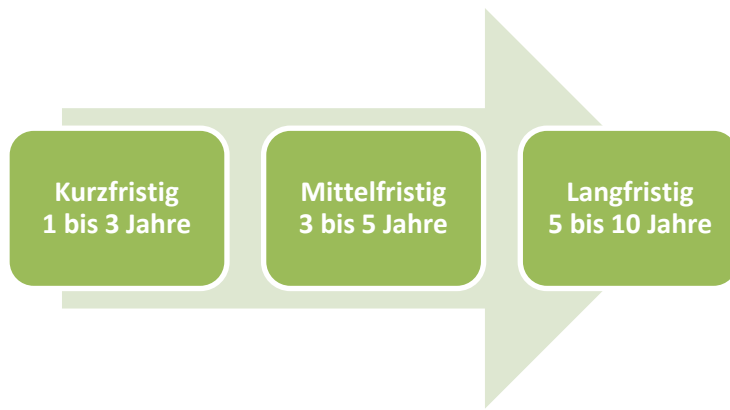 Kurzfristig
1 bis 3 Jahre
Mittelfristig
3 bis 5 Jahre
Langfristig
5 bis 10 Jahre